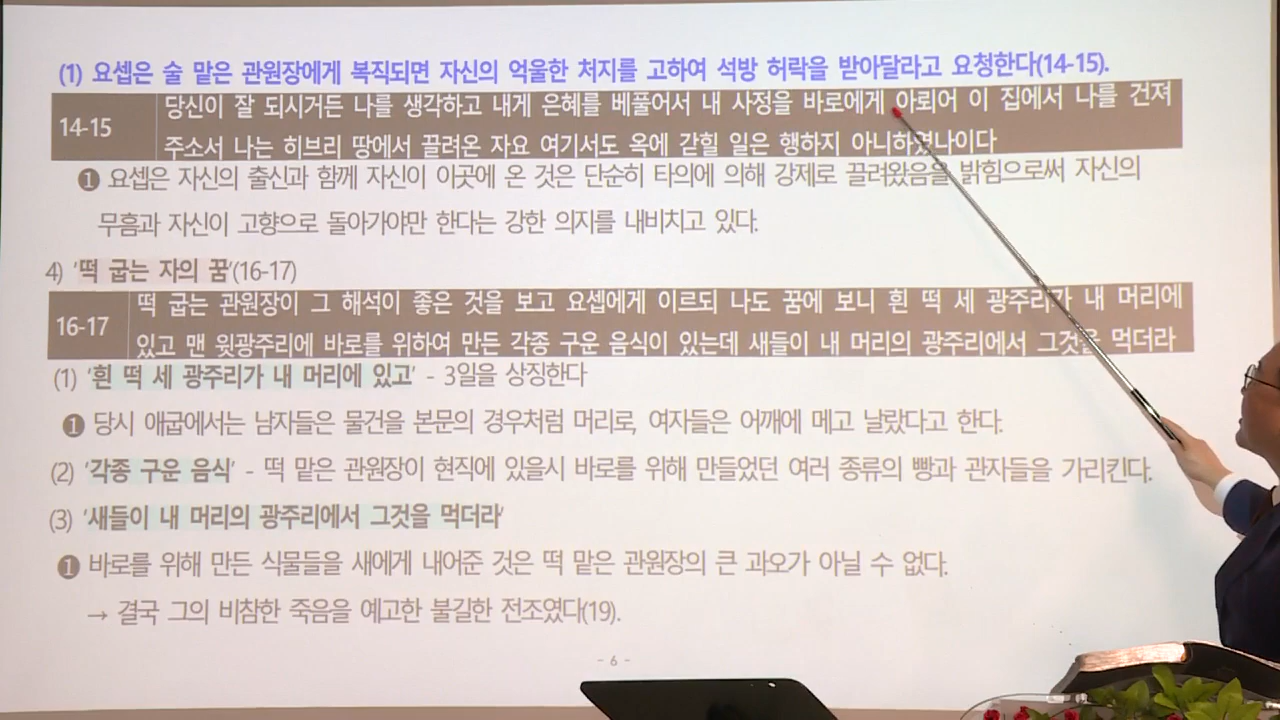 (1) 요셉은 술 맡은 관원장에게 복직되면 자신의 억울한 처지를 고하여 석방 허락을 받아달라고 요청한다(14-15).
14-15
당신이 잘 되시거든 나를 생각하고 내게 은혜를 베풀어서 내 사정을 바로에게 아뢰어 이 집에서 나를 건져
주소서 나는 히브리 땅에서 끌려온 자요 여기서도 옥에 갇힐 일은 행하지 아니하였나이다
❶ 요셉은 자신의 출신과 함께 자신이 이곳에 온 것은 단순히 타의에 의해 강제로 끌려왔음을 밝힘으로써 자신의
무흠과 자신이 고향으로 돌아가야만 한다는 강한 의지를 내비치고 있다.
4) '떡 굽는 자의 꿈'(16-17)
16-17
떡 굽는 관원장이 그 해석이 좋은 것을 보고 요셉에게 이르되 나도 꿈에 보니 흰 떡 세 광주리가 내 머리에
있고 맨 윗광주리에 바로를 위하여 만든 각종 구운 음식이 있는데 새들이 내 머리의 광주리에서 그것을 먹더라
(1) '흰 떡 세 광주리가 내 머리에 있고' - 3일을 상징한다
❶ 당시 애굽에서는 남자들은 물건을 본문의 경우처럼 머리로, 여자들은 어깨에 메고 날랐다고 한다.
(2) '각종 구운 음식' - 떡 맡은 관원장이 현직에 있을시 바로를 위해 만들었던 여러 종류의 빵과 관자들을 가리킨다.
(3) '새들이 내 머리의 광주리에서 그것을 먹더라'
❶ 바로를 위해 만든 식물들을 새에게 내어준 것은 떡 맡은 관원장의 큰 과오가 아닐 수 없다.
→ 결국 그의 비참한 죽음을 예고한 불길한 전조였다(19).
- 6 -